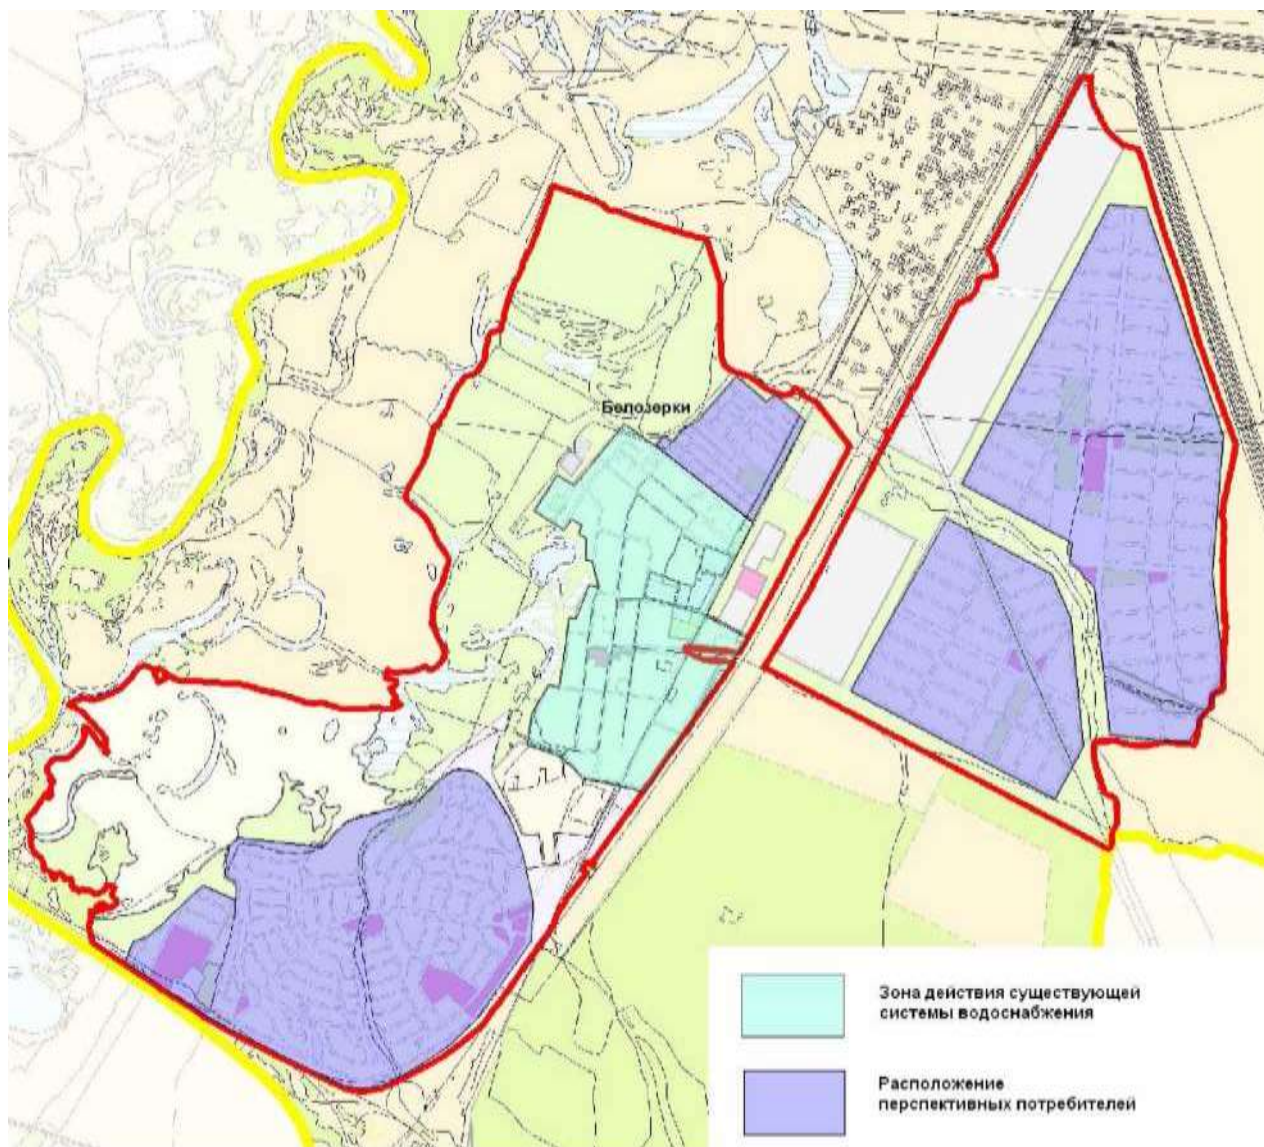 Белозерки
Зона действия существующей
системы водоснабжения
Расположение
перспективных потребителей